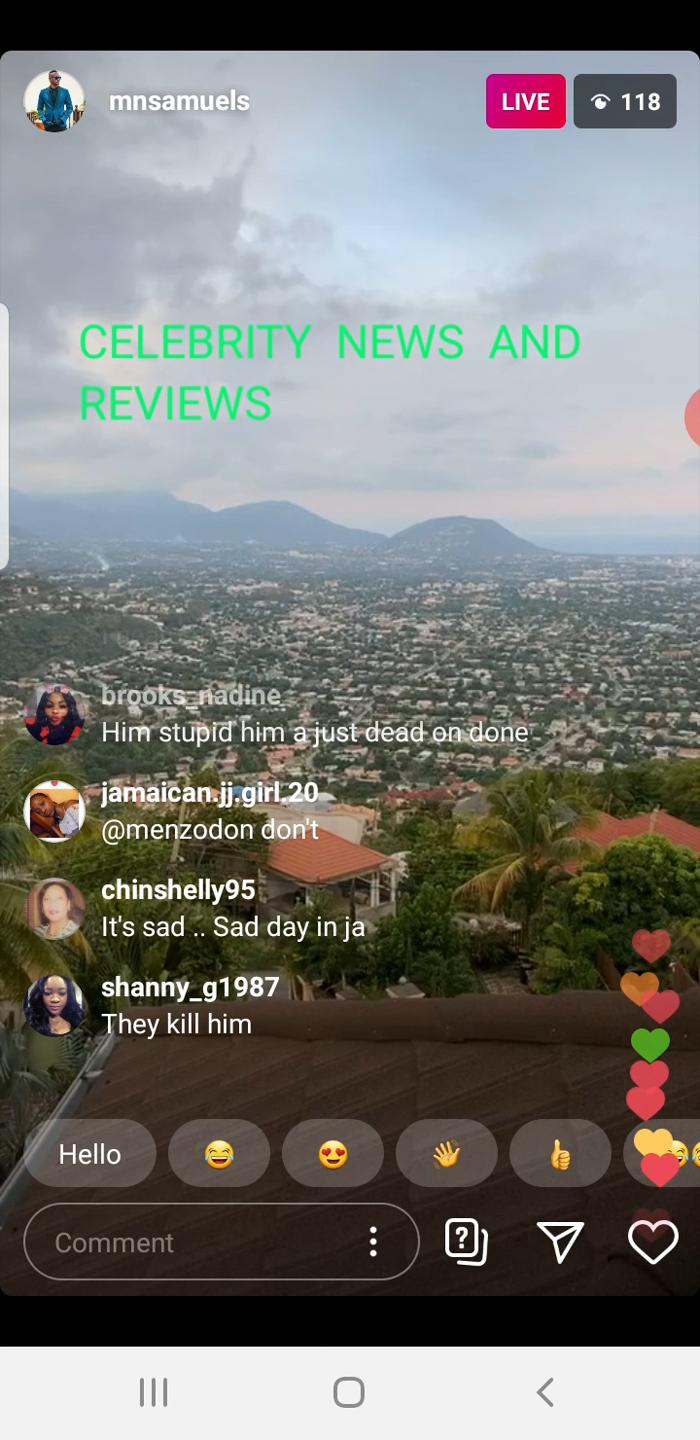 mnsamuels
LIVE
118
CELEBRITY NEWS AND
REVIEWS
brooks_nadine
Him stupid him a just dead on done
jamaican.jj.girl.20
@menzodon don't
chinshelly95
It's sad .. Sad day in ja
shanny_g1987
They kill him
Hello
Comment